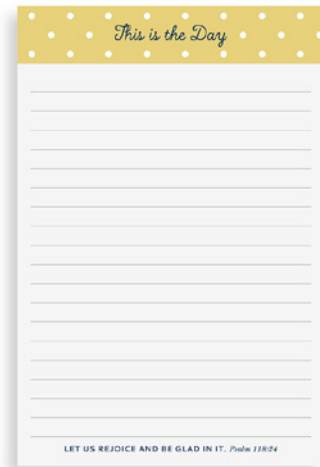 This is the Day
LET US REJOICE AND BE GLAD IN IT. Psalm 118:24